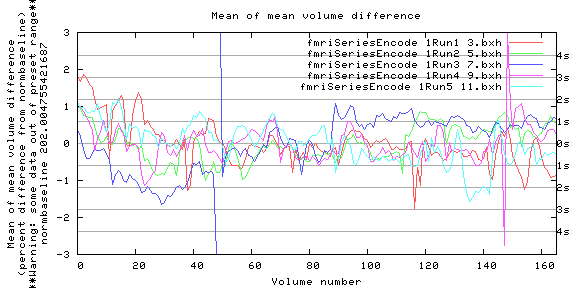 Mean of mean volume difference
Mean of mean volume difference
(percent difference from normbaseline)
**Warning: some data out of preset range**
normbaseline 202.004755421687
3
2
1
0
-1
-2
-3
fmriSeriesEncode 1Run1 3.bxh
fmriSeriesEncode 1Run2 5.bxh
fmriSeriesEncode 1Run3 7.bxh
fmriSeriesEncode 1Run4 9.bxh
fmriSeriesEncode 1Run5 11.bxh
4s
3s
2s
1s
0s
1s
2s
3s
4s
0 20 40 60 80 100 120 140 160
Volume number